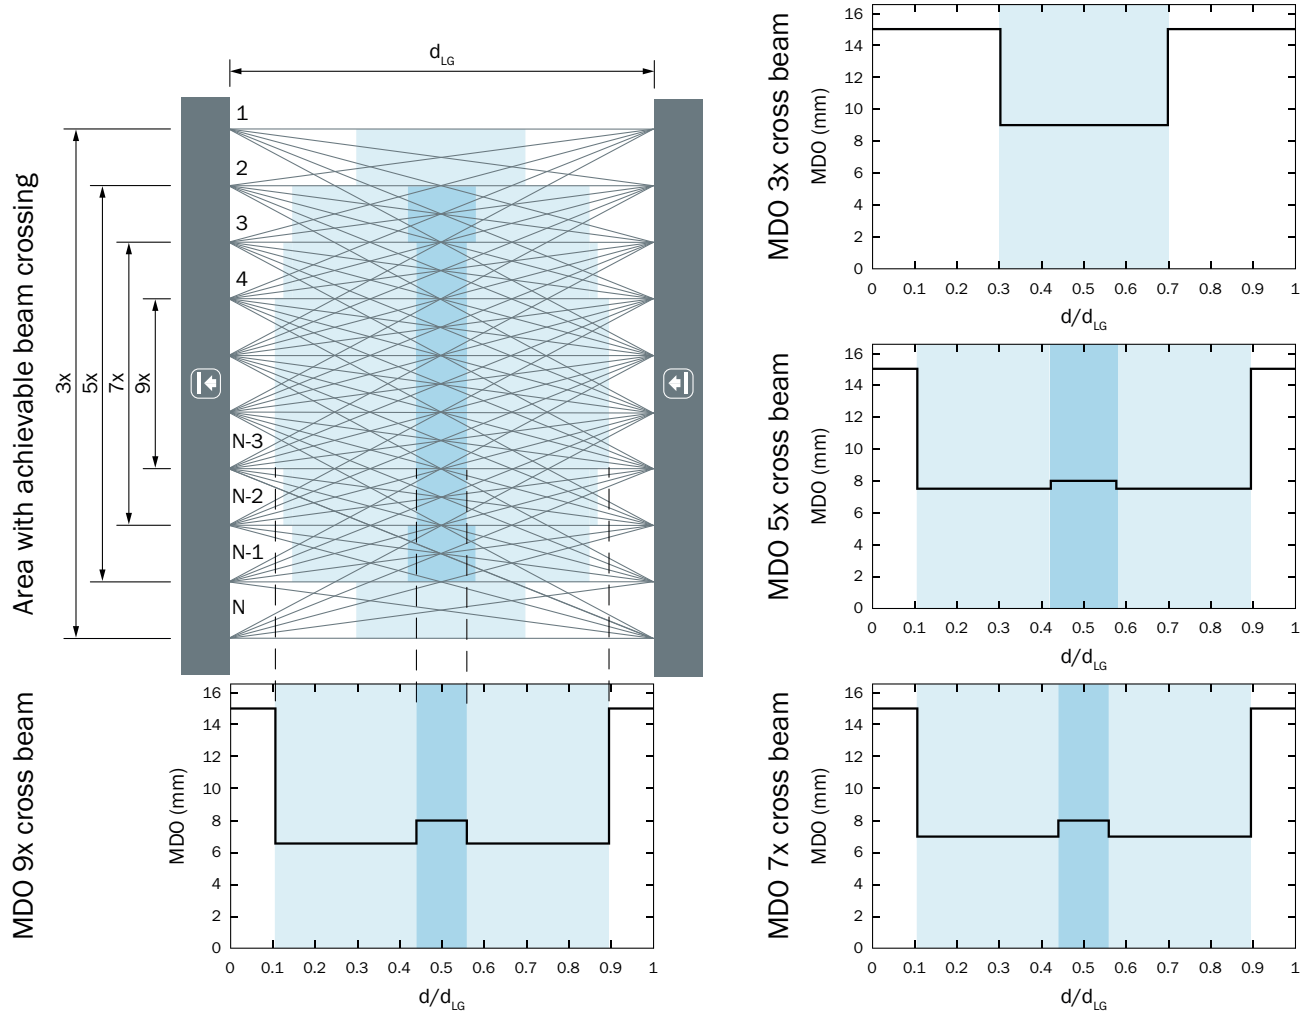 Area with achievable beam crossing
3x
5x
7x
9x
d_LG
1
2
3
4
N-3
N-2
N-1
N
MDO 3x cross beam
MDO (mm)
16
14
12
10
8
6
4
2
0
0 0.1 0.2 0.3 0.4 0.5 0.6 0.7 0.8 0.9 1
d/d_LG
MDO 5x cross beam
MDO (mm)
16
14
12
10
8
6
4
2
0
0 0.1 0.2 0.3 0.4 0.5 0.6 0.7 0.8 0.9 1
d/d_LG
MDO 9x cross beam
MDO (mm)
16
14
12
10
8
6
4
2
0
0 0.1 0.2 0.3 0.4 0.5 0.6 0.7 0.8 0.9 1
d/d_LG
MDO 7x cross beam
MDO (mm)
16
14
12
10
8
6
4
2
0
0 0.1 0.2 0.3 0.4 0.5 0.6 0.7 0.8 0.9 1
d/d_LG